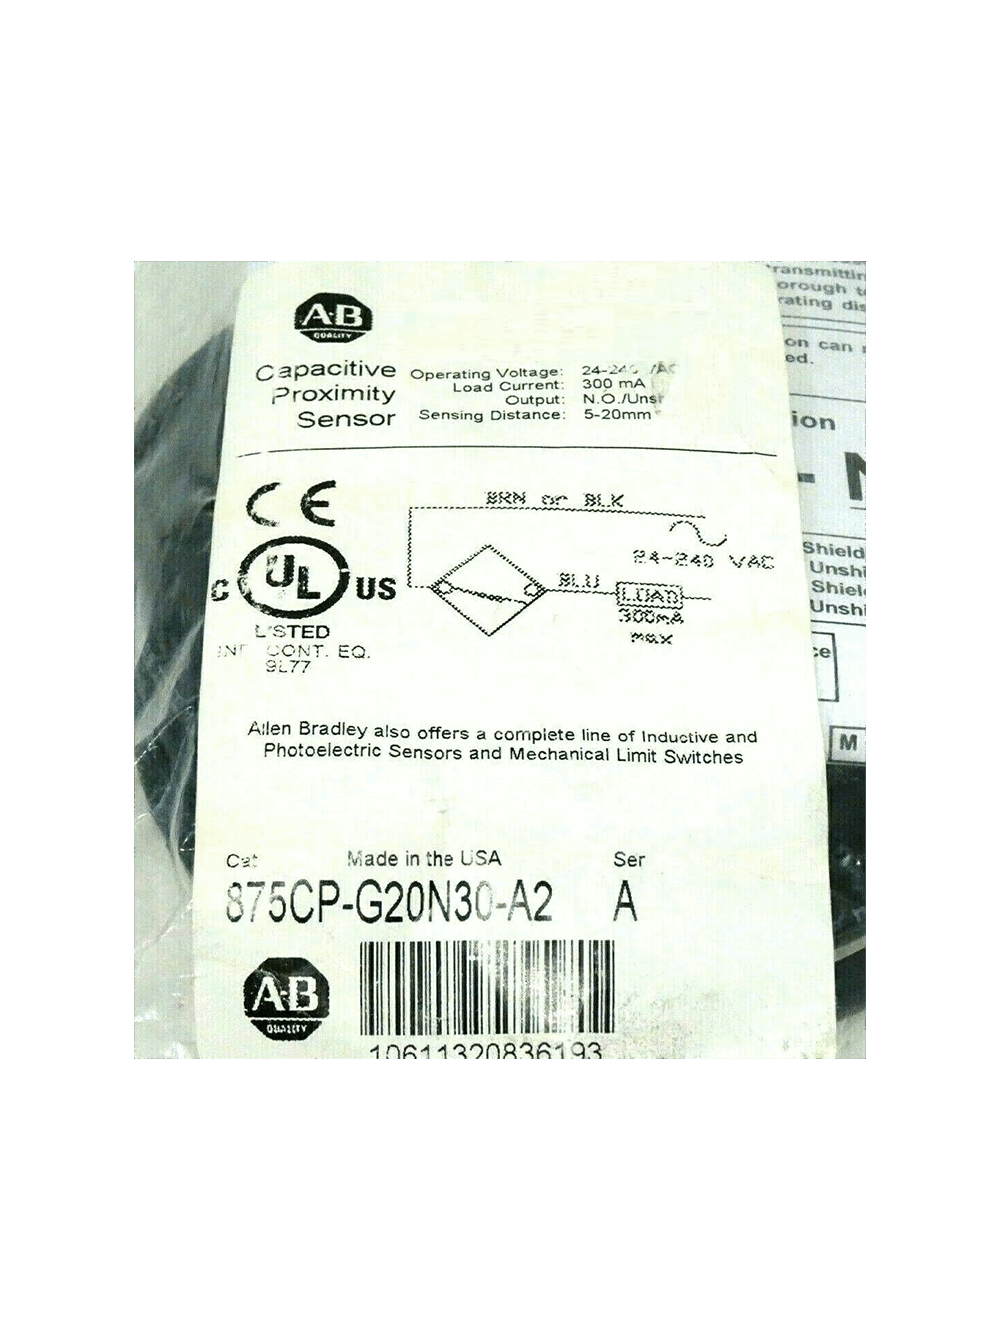 A-B
QUALITY
Capacitive
Proximity
Sensor
Operating Voltage: 24-240 VAC
Load Current: 300 mA
Output: N.O./Uns
Sensing Distance: 5-20mm
CE
C UL US
LISTED
IND. CONT. EQ.
9L77
BRN or BLK
24-240 VAC
BLU
LOAD
300mA
max
Allen Bradley also offers a complete line of Inductive and
Photoelectric Sensors and Mechanical Limit Switches
Cat Made in the USA Ser
875CP-G20N30-A2 A
A-B
QUALITY
10611320836193
ransmittin
orough t
rating dis
on can
ed.
ion
- N
Shield
Unshi
Shiel
Unshi
ce
M